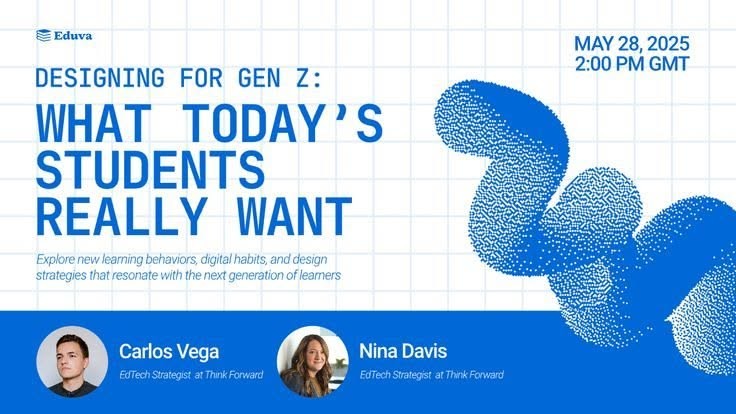 Eduva
MAY 28, 2025
2:00 PM GMT
DESIGNING FOR GEN Z:
WHAT TODAY'S
STUDENTS
REALLY WANT
Explore new learning behaviors, digital habits, and design
strategies that resonate with the next generation of learners
Carlos Vega
EdTech Strategist at Think Forward
Nina Davis
EdTech Strategist at Think Forward